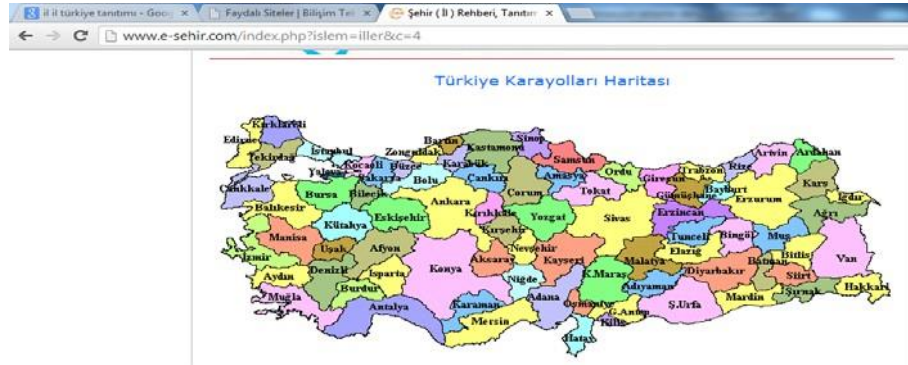 il il türkiye tanıtımı - Goog
Faydalı Siteler | Bilişim Te
Şehir ( İl ) Rehberi, Tanıtım
www.e-sehir.com/index.php?islem=iller&c=4
Türkiye Karayolları Haritası
Kırklareli
Edirne
Tekirdağ
İstanbul
Yalova
Kocaeli
Sakarya
Düzce
Bolu
Zonguldak
Bartın
Karabük
Kastamonu
Sinop
Çankırı
Samsun
Amasya
Ordu
Giresun
Trabzon
Rize
Artvin
Ardahan
Çankkale
Balıkesir
Bursa
Bilecik
Eskişehir
Ankara
Kırıkkale
Çorum
Tokat
Gümüşhane
Bayburt
Erzurum
Kars
Iğdır
Ağrı
Kütahya
Manisa
Uşak
Afyon
Kırşehir
Yozgat
Sivas
Erzincan
Tunceli
Bingöl
Muş
Bitlis
Van
İzmir
Aydın
Denizli
Isparta
Burdur
Muğla
Antalya
Konya
Aksaray
Nevşehir
Niğde
Kayseri
Karaman
Mersin
Adana
K.Maraş
Malatya
Elazığ
Adıyaman
Diyarbakır
Batman
Siirt
Şırnak
Hakkari
Osmaniye
G.Antep
Kilis
Hatay
Ş.Urfa
Mardin